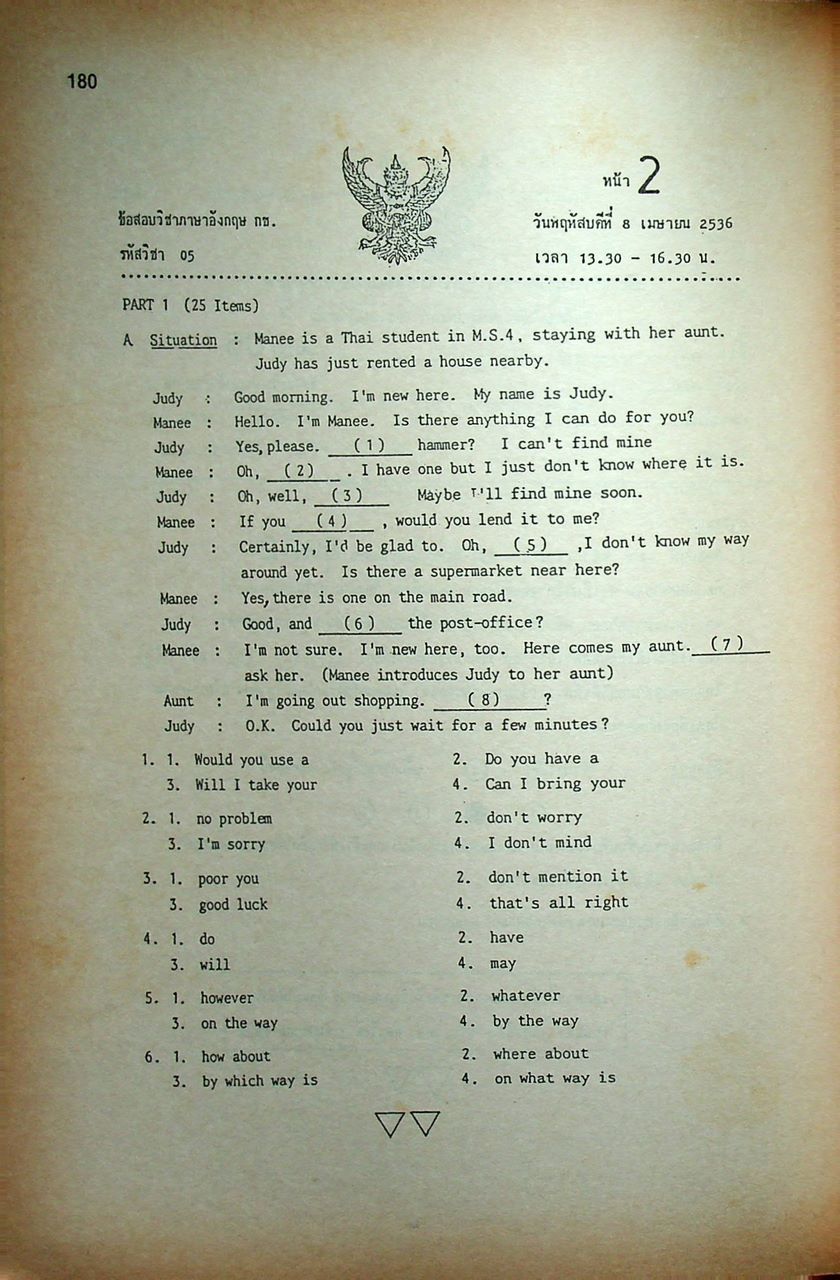 180
หน้า 2
ข้อสอบวิชาภาษาอังกฤษ กข.
วันพฤหัสบดีที่ 8 เมษายน 2536
รหัสวิชา 05
เวลา 13.30 - 16.30 น.
PART 1 (25 Items)
A Situation : Manee is a Thai student in M.S.4, staying with her aunt.
Judy has just rented a house nearby.
Judy : Good morning. I'm new here. My name is Judy.
Manee : Hello. I'm Manee. Is there anything I can do for you?
Judy : Yes, please. (1) hammer? I can't find mine
Manee : Oh, (2) . I have one but I just don't know where it is.
Judy : Oh, well, (3) Maybe I'll find mine soon.
Manee : If you (4) , would you lend it to me?
Judy : Certainly, I'd be glad to. Oh, (5) ,I don't know my way
around yet. Is there a supermarket near here?
Manee : Yes, there is one on the main road.
Judy : Good, and (6) the post-office?
Manee : I'm not sure. I'm new here, too. Here comes my aunt. (7)
ask her. (Manee introduces Judy to her aunt)
Aunt : I'm going out shopping. (8) ?
Judy : O.K. Could you just wait for a few minutes?
1. 1. Would you use a 2. Do you have a
3. Will I take your 4. Can I bring your
2. 1. no problem 2. don't worry
3. I'm sorry 4. I don't mind
3. 1. poor you 2. don't mention it
3. good luck 4. that's all right
4. 1. do 2. have
3. will 4. may
5. 1. however 2. whatever
3. on the way 4. by the way
6. 1. how about 2. where about
3. by which way is 4. on what way is